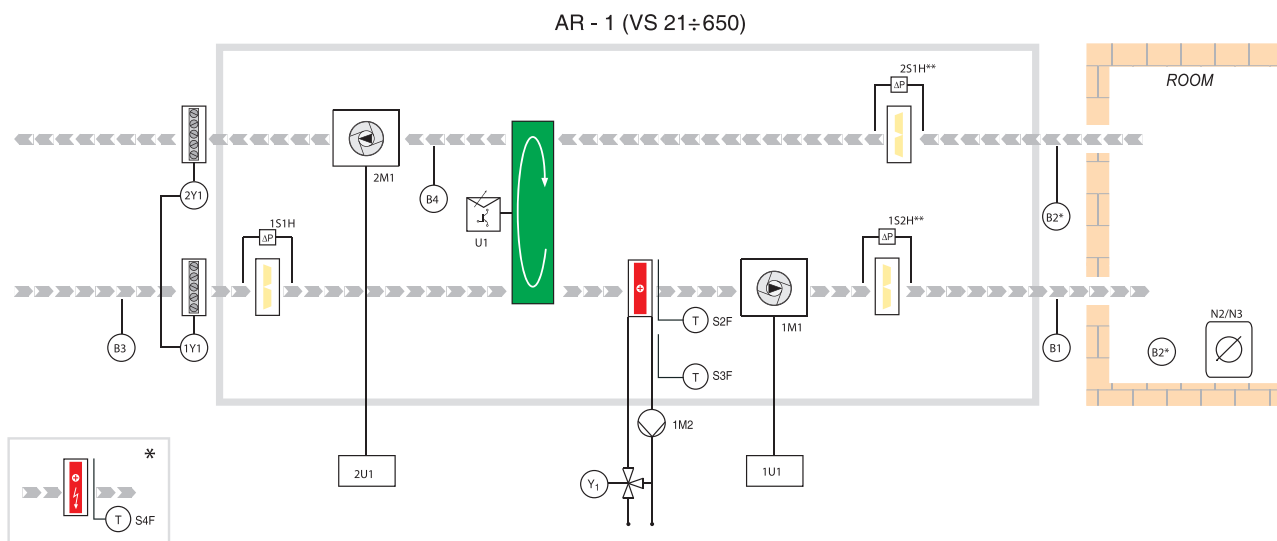 AR - 1 (VS 21÷650)
2S1H**
ΔP
ROOM
2M1
2Y1
B4
B2*
U1
1S1H
ΔP
1S2H**
ΔP
B3
1Y1
T S2F
1M1
T S3F
B1
B2*
N2/N3
1M2
*
2U1
Y1
1U1
T S4F